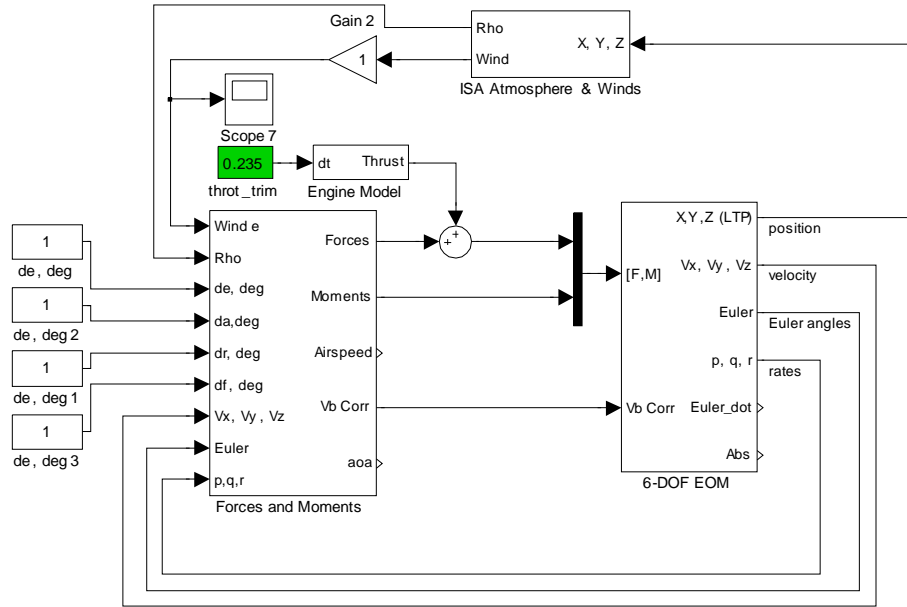 Gain 2
Rho
Wind
X, Y, Z
1
ISA Atmosphere & Winds
Scope 7
0.235
throt_trim
dt
Thrust
Engine Model
1
de, deg
1
de, deg 2
1
de, deg 1
1
de, deg 3
Wind e
Rho
de, deg
da,deg
dr, deg
df, deg
Vx, Vy, Vz
Euler
p,q,r
Forces
Moments
Airspeed
Vb Corr
aoa
Forces and Moments
+
+
[F,M]
Vb Corr
X,Y,Z (LTP)
Vx, Vy, Vz
Euler
p, q, r
Euler_dot
Abs
6-DOF EOM
position
velocity
Euler angles
rates